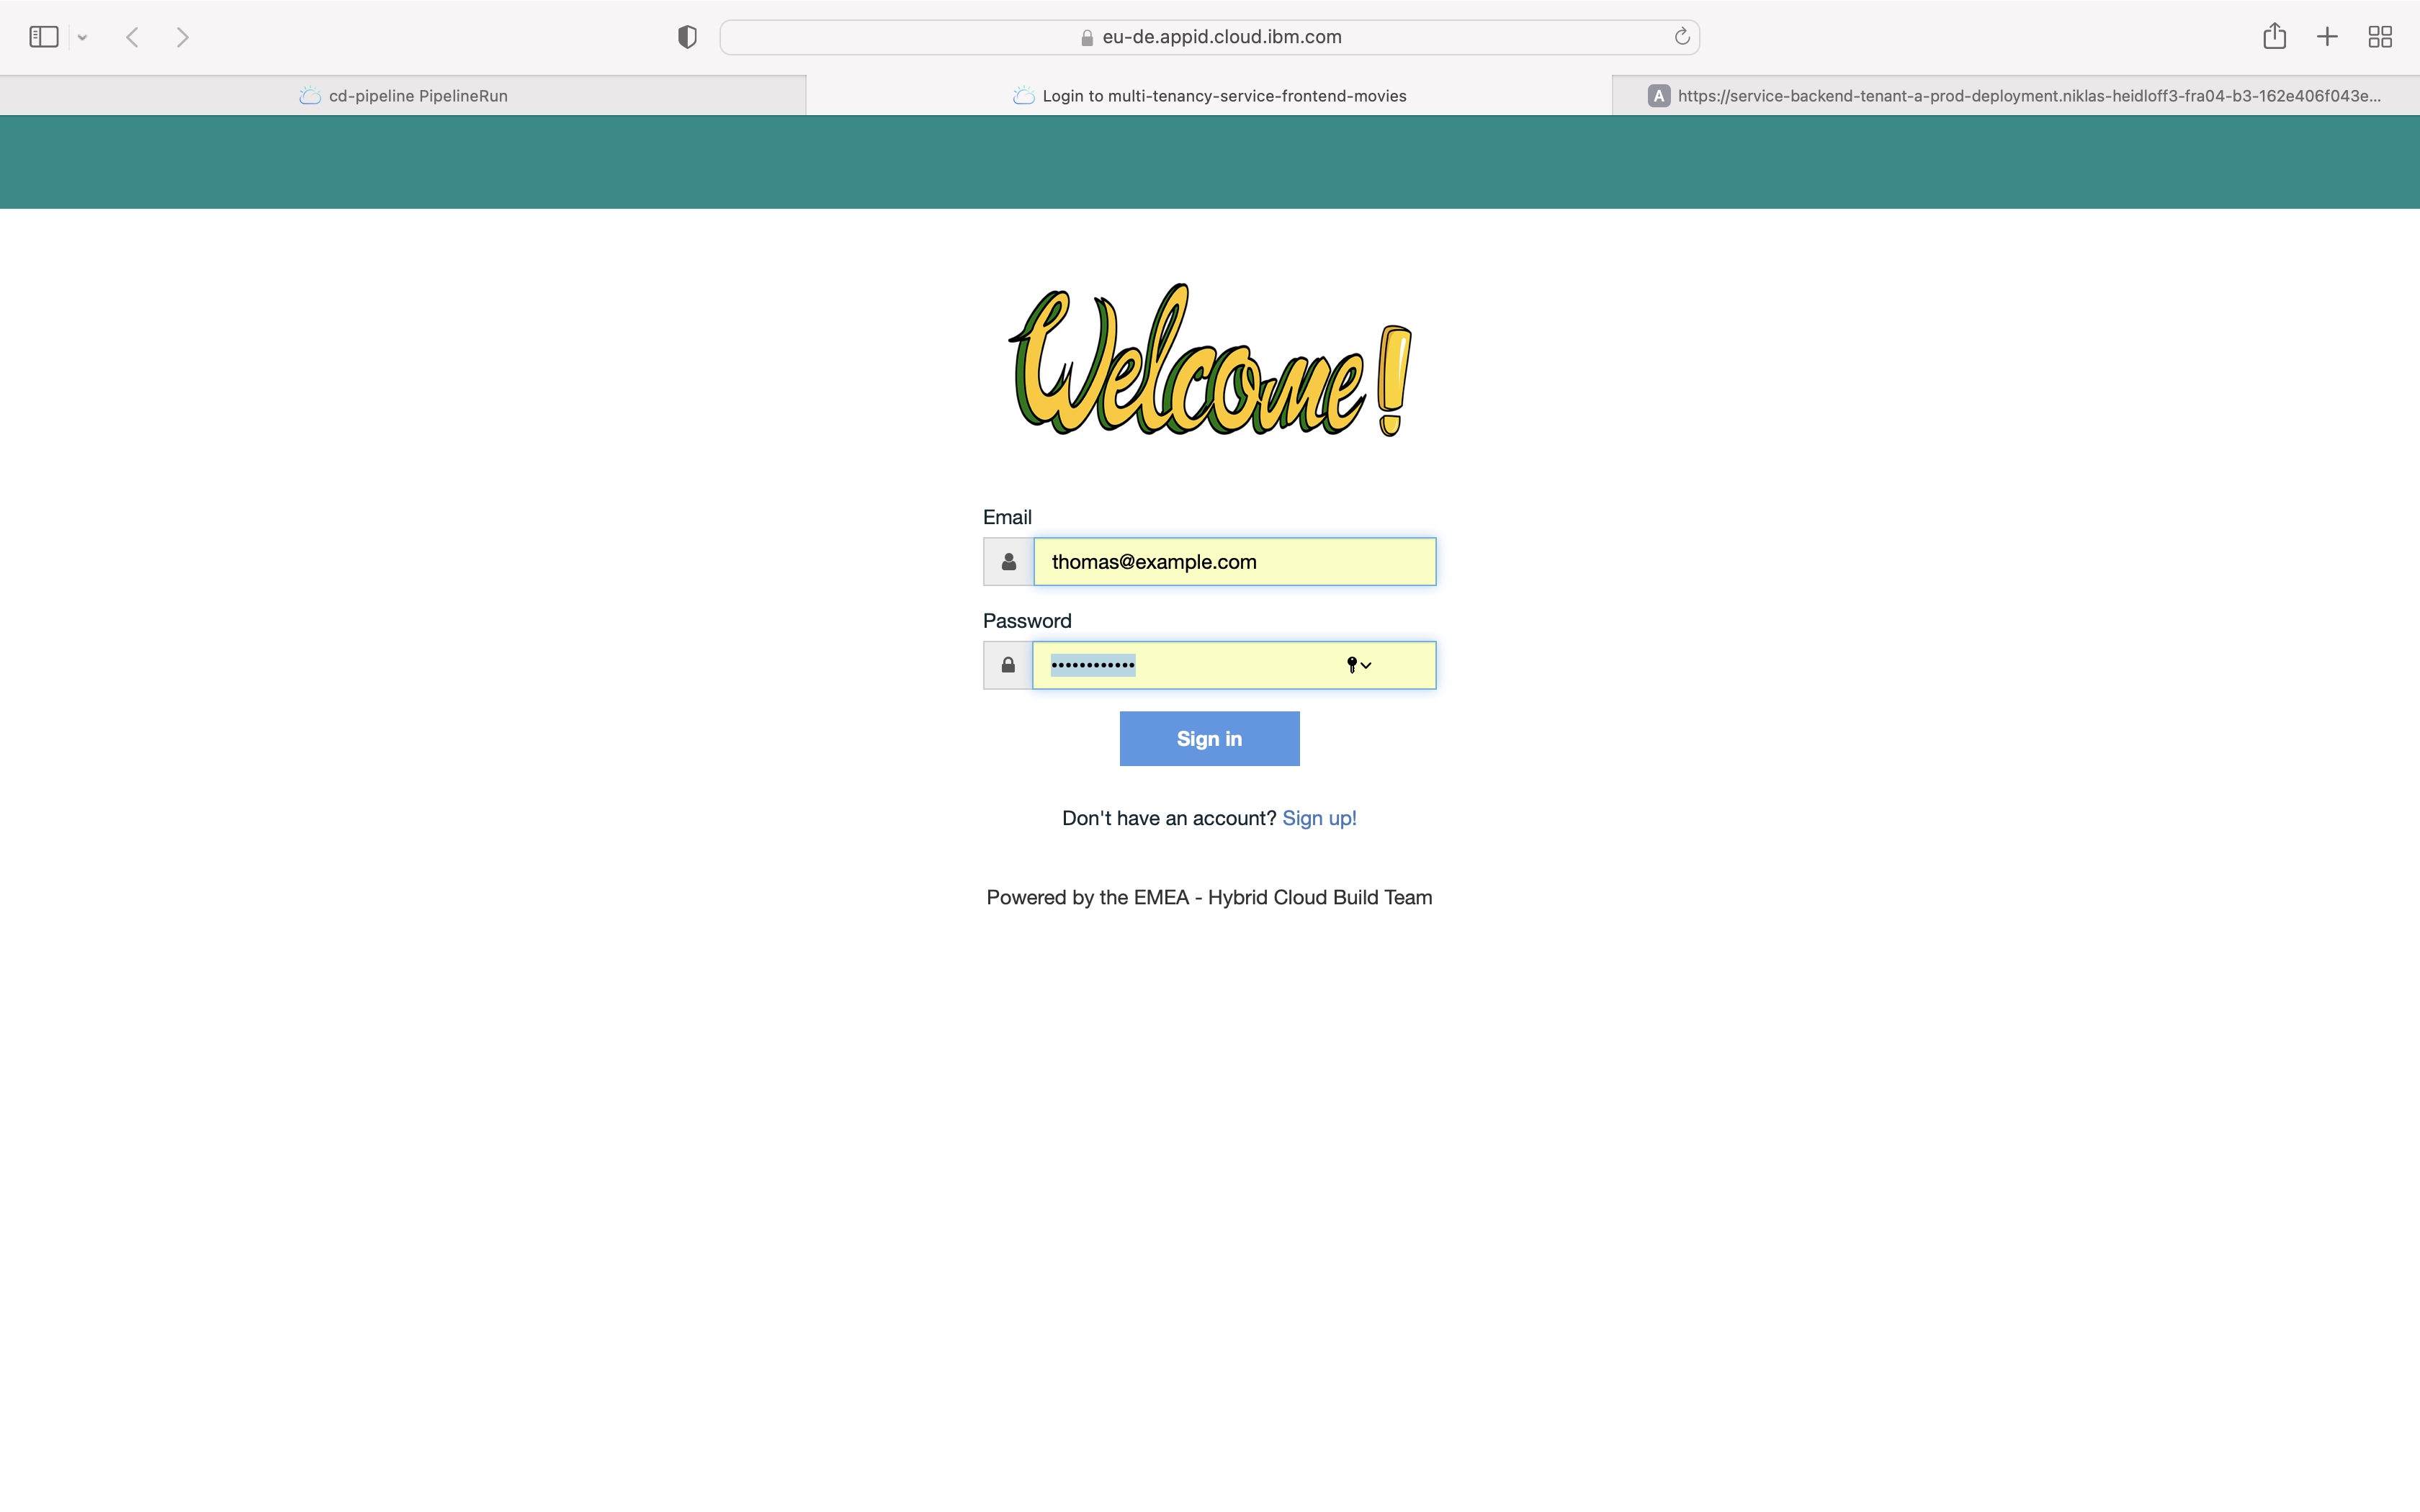 eu-de.appid.cloud.ibm.com
cd-pipeline PipelineRun
Login to multi-tenancy-service-frontend-movies
A https://service-backend-tenant-a-prod-deployment.niklas-heidloff3-fra04-b3-162e406f043e...
Welcome!
Email
thomas@example.com
Password
••••••••••••
Sign in
Don't have an account? Sign up!
Powered by the EMEA - Hybrid Cloud Build Team